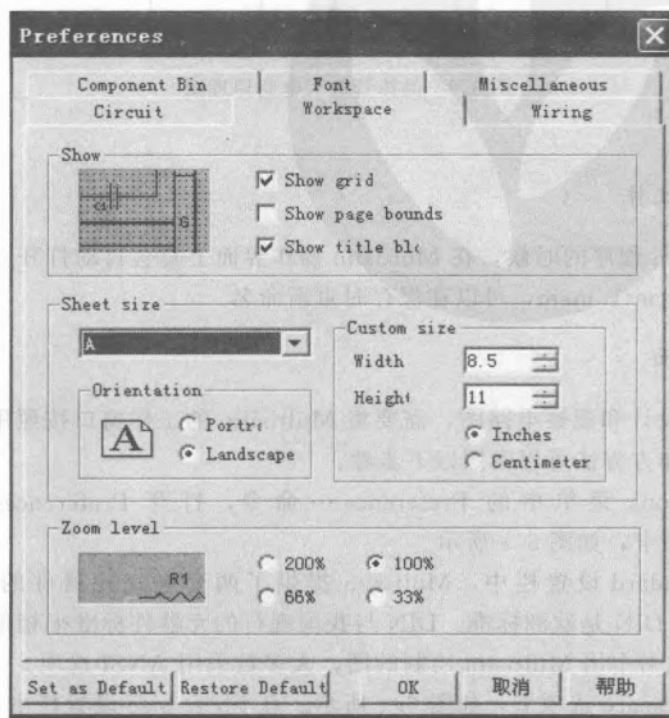 Preferences
Component Bin Font Miscellaneous
Circuit Workspace Wiring
Show
Show grid
Show page bounds
Show title blo
C1
G
Sheet size
A
Custom size
Width 8.5
Heigh 11
Inches
Centimeter
Orientation
A
Portr
Landscape
Zoom level
R1
200% 100%
66% 33%
Set as Default Restore Default OK 取消 帮助